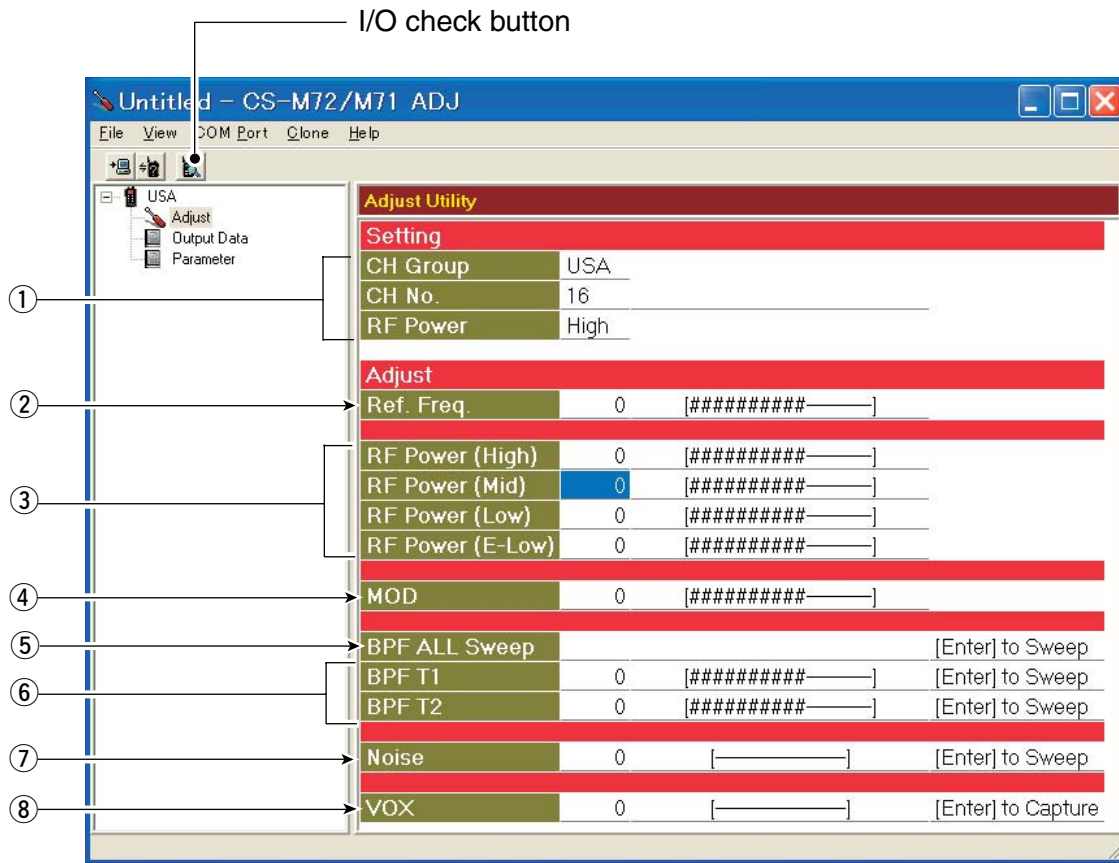 I/O check button
Untitled - CS-M72/M71 ADJ
File View COM Port Clone Help
USA
Adjust
Output Data
Parameter
Adjust Utility
Setting
① CH Group USA
CH No. 16
RF Power High
Adjust
② Ref. Freq. 0 [##########———]
③ RF Power (High) 0 [##########———]
RF Power (Mid) 0 [##########———]
RF Power (Low) 0 [##########———]
RF Power (E-Low) 0 [##########———]
④ MOD 0 [##########———]
⑤ BPF ALL Sweep [Enter] to Sweep
⑥ BPF T1 0 [##########———] [Enter] to Sweep
BPF T2 0 [##########———] [Enter] to Sweep
⑦ Noise 0 [——————] [Enter] to Sweep
⑧ VOX 0 [——————] [Enter] to Capture